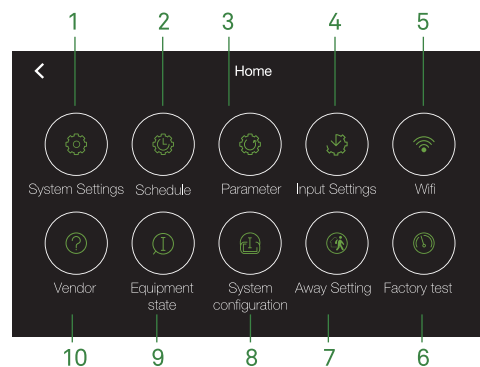 1 2 3 4 5
Home
System Settings Schedule Parameter Input Settings Wifi
Vendor Equipment state System configuration Away Setting Factory test
10 9 8 7 6